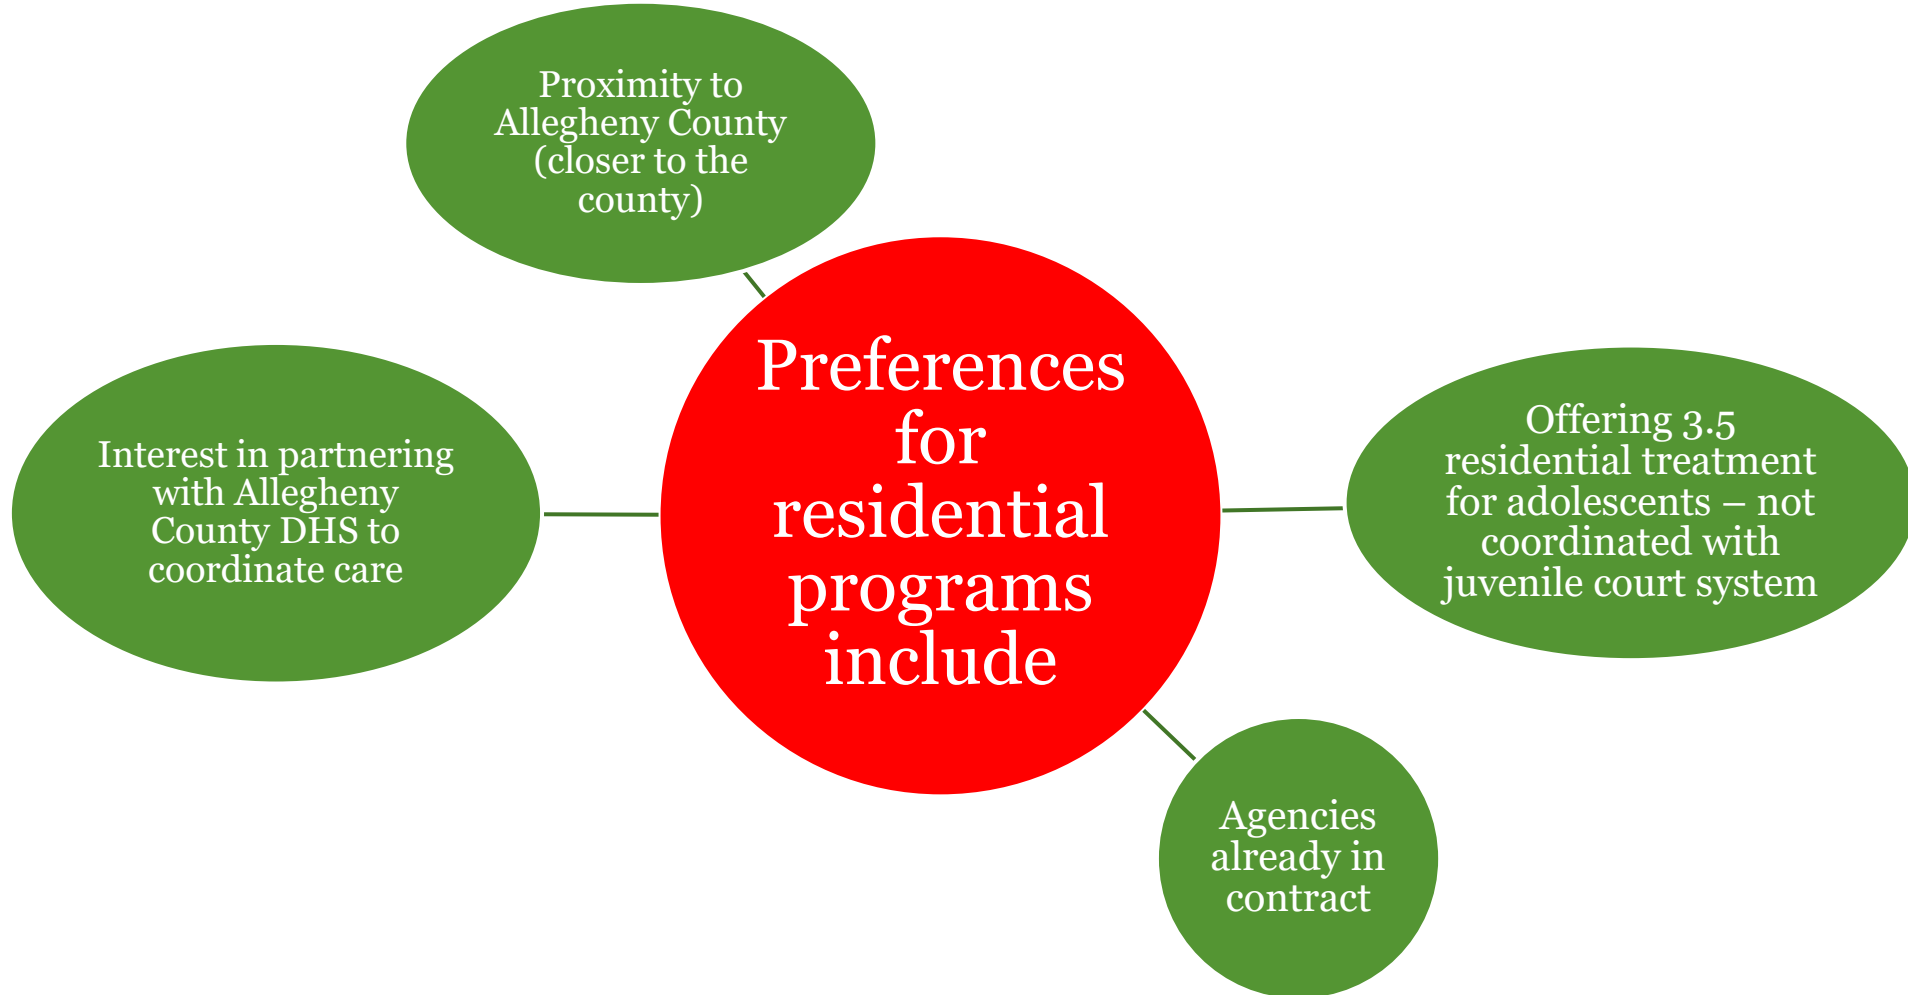 Proximity to
Allegheny County
(closer to the
county)
Preferences
for
residential
programs
include
Interest in partnering
with Allegheny
County DHS to
coordinate care
Offering 3.5
residential treatment
for adolescents – not
coordinated with
juvenile court system
Agencies
already in
contract